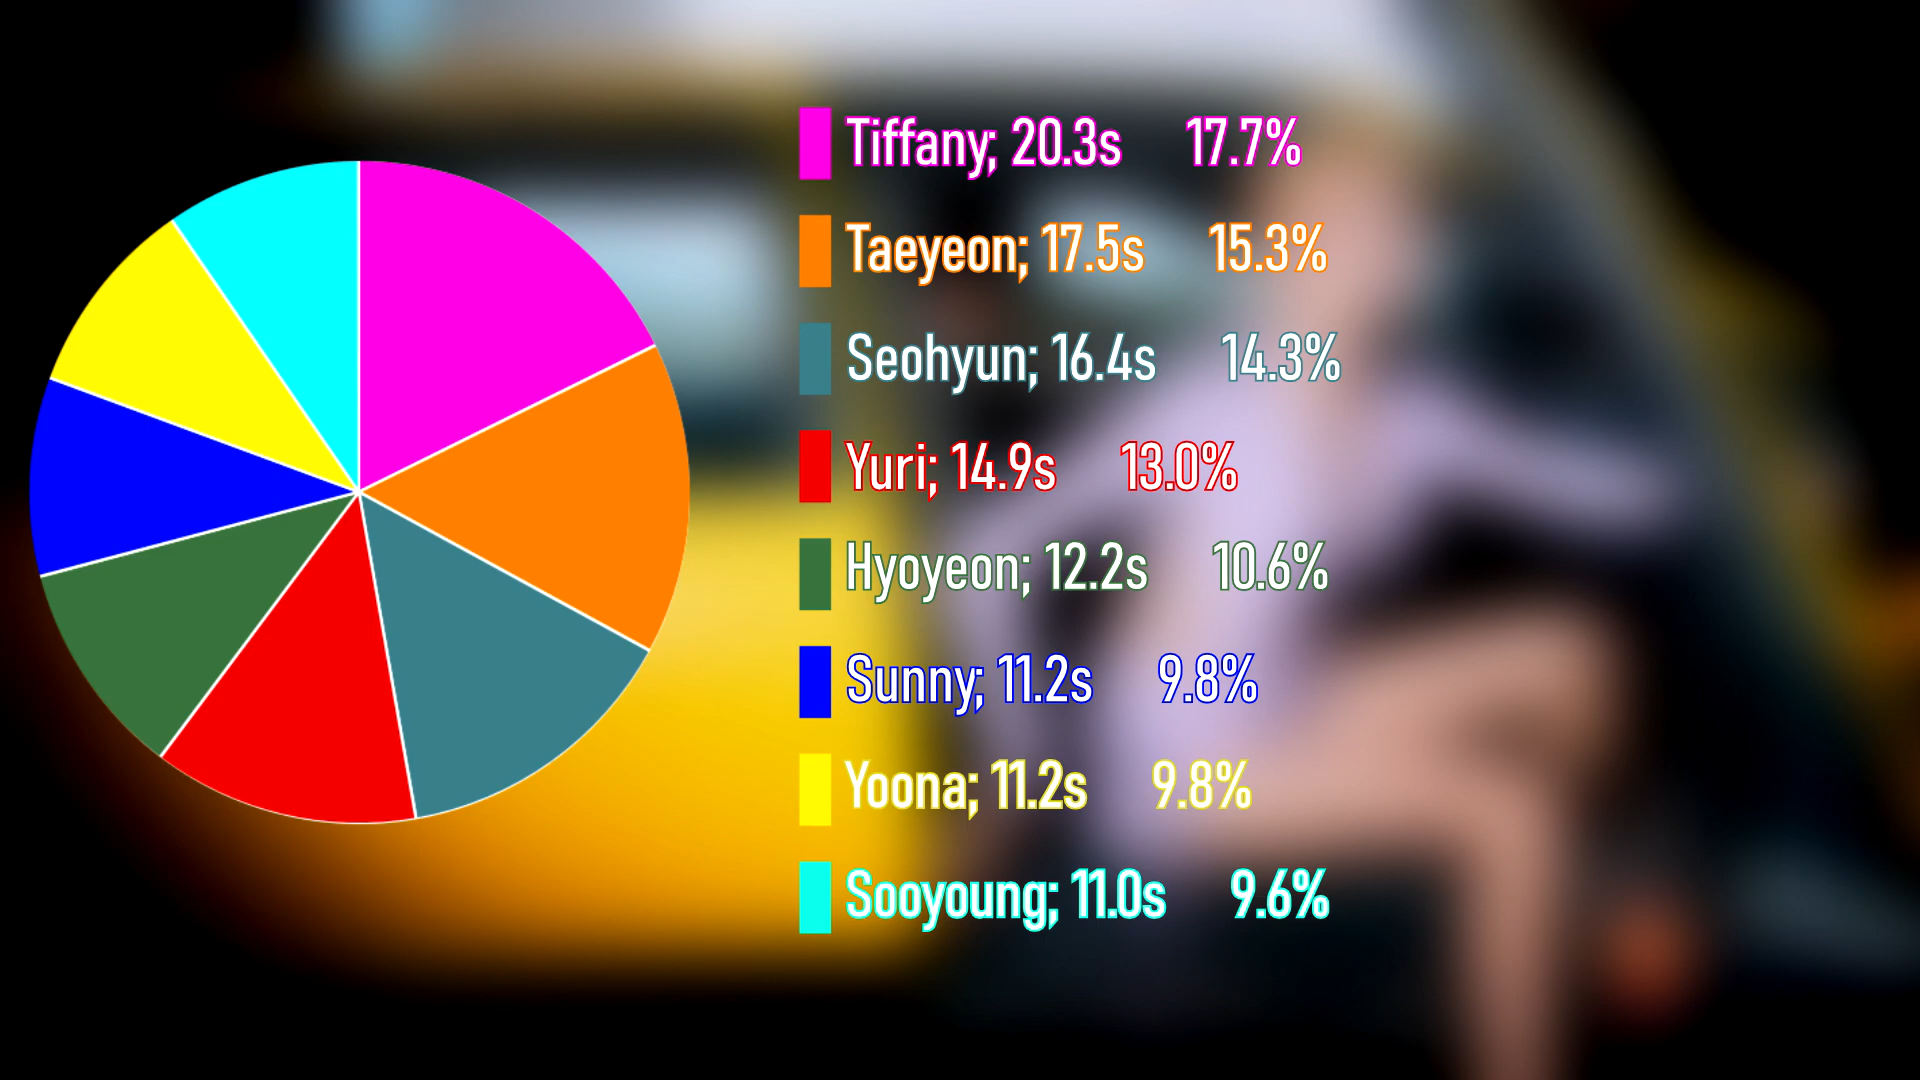 Tiffany; 20.3s 17.7%
Taeyeon; 17.5s 15.3%
Seohyun; 16.4s 14.3%
Yuri; 14.9s 13.0%
Hyoyeon; 12.2s 10.6%
Sunny; 11.2s 9.8%
Yoona; 11.2s 9.8%
Sooyoung; 11.0s 9.6%